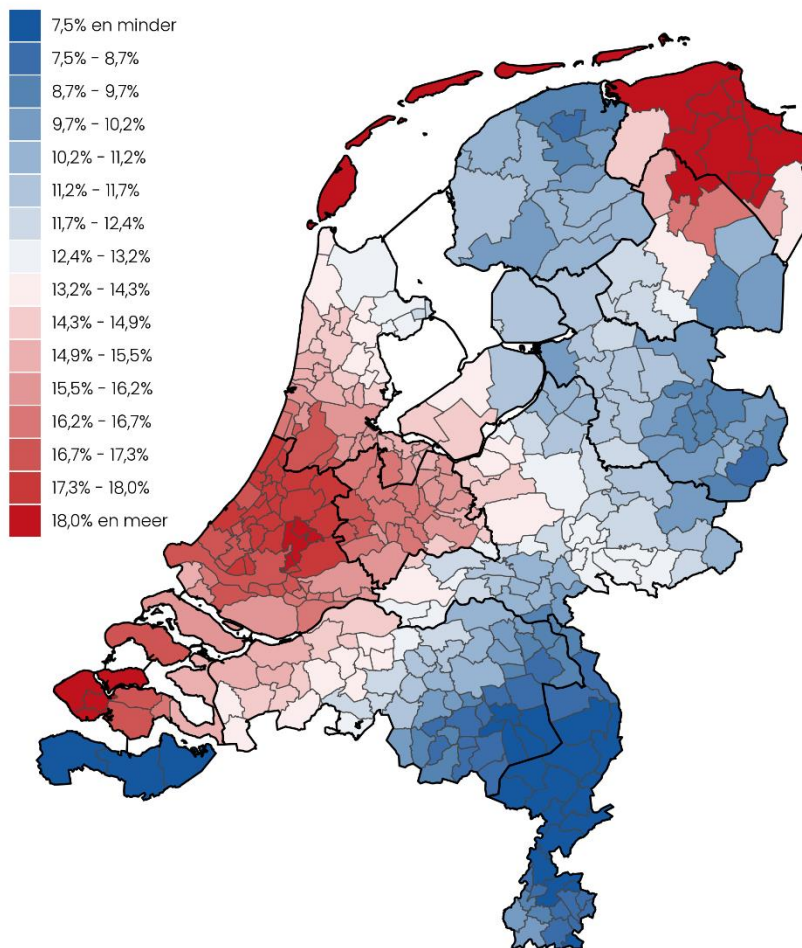 7,5% en minder
7,5% - 8,7%
8,7% - 9,7%
9,7% - 10,2%
10,2% - 11,2%
11,2% - 11,7%
11,7% - 12,4%
12,4% - 13,2%
13,2% - 14,3%
14,3% - 14,9%
14,9% - 15,5%
15,5% - 16,2%
16,2% - 16,7%
16,7% - 17,3%
17,3% - 18,0%
18,0% en meer